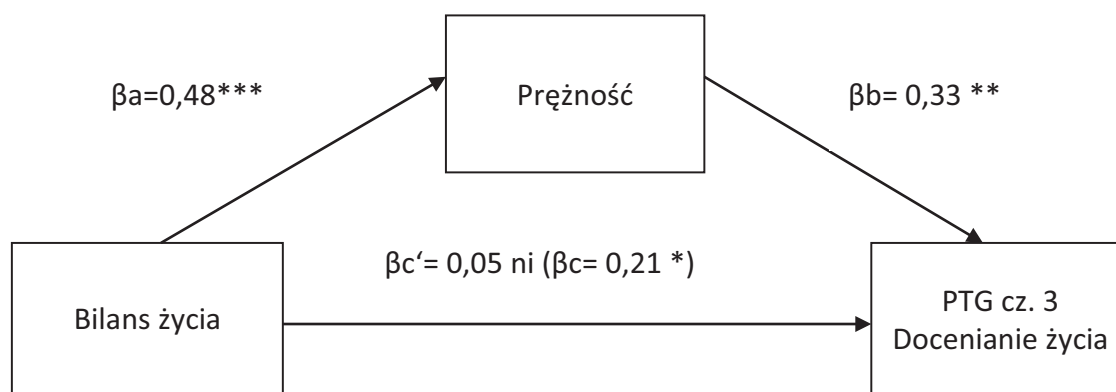 βa=0,48***
Prężność
βb= 0,33 **
βc‘= 0,05 ni (βc= 0,21 *)
Bilans życia
PTG cz. 3
Docenianie życia